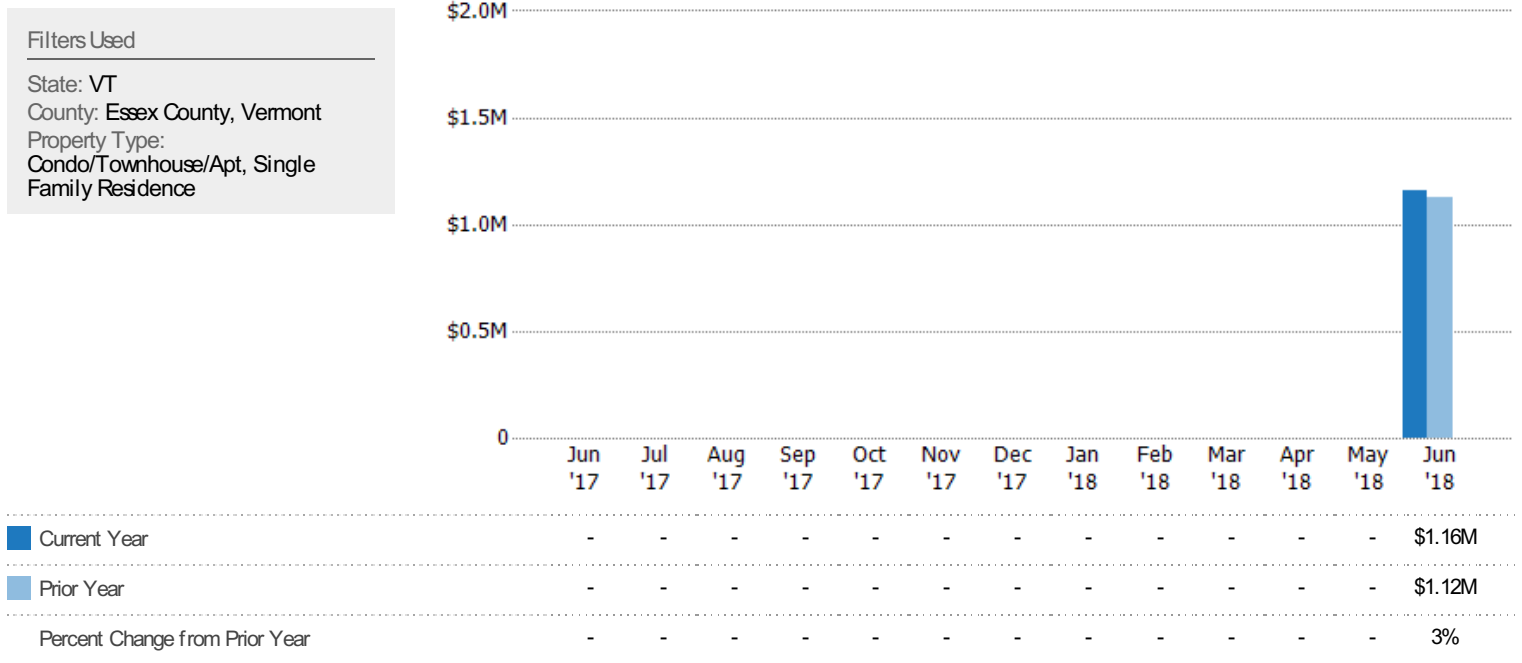 Filters Used
State: VT
County: Essex County, Vermont
Property Type:
Condo/Townhouse/Apt, Single
Family Residence
$2.0M
$1.5M
$1.0M
$0.5M
0
Jun '17 Jul '17 Aug '17 Sep '17 Oct '17 Nov '17 Dec '17 Jan '18 Feb '18 Mar '18 Apr '18 May '18 Jun '18
Current Year - - - - - - - - - - - - $1.16M
Prior Year - - - - - - - - - - - - $1.12M
Percent Change from Prior Year - - - - - - - - - - - - 3%